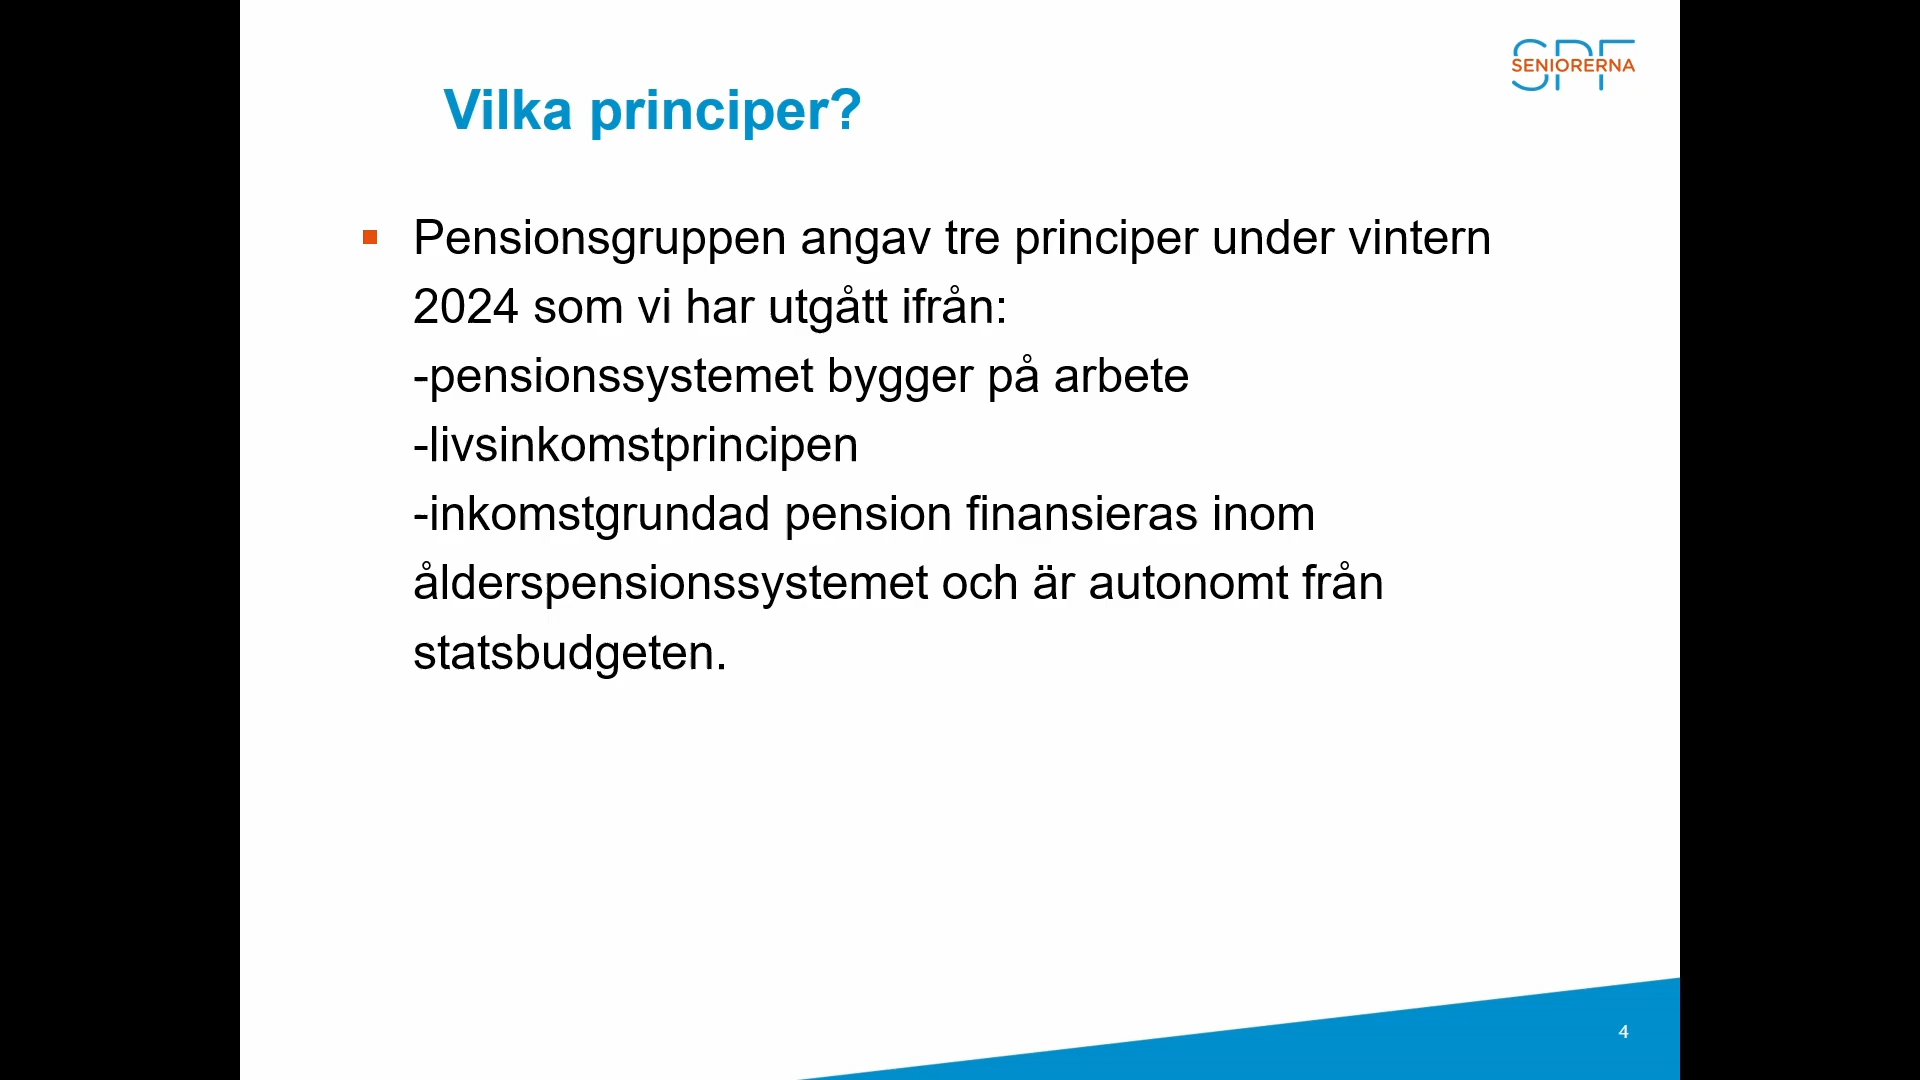 SPF
SENIORERNA
Vilka principer?
Pensionsgruppen angav tre principer under vintern
2024 som vi har utgått ifrån:
-pensionssystemet bygger på arbete
-livsinkomstprincipen
-inkomstgrundad pension finansieras inom
ålderspensionssystemet och är autonomt från
statsbudgeten.
4